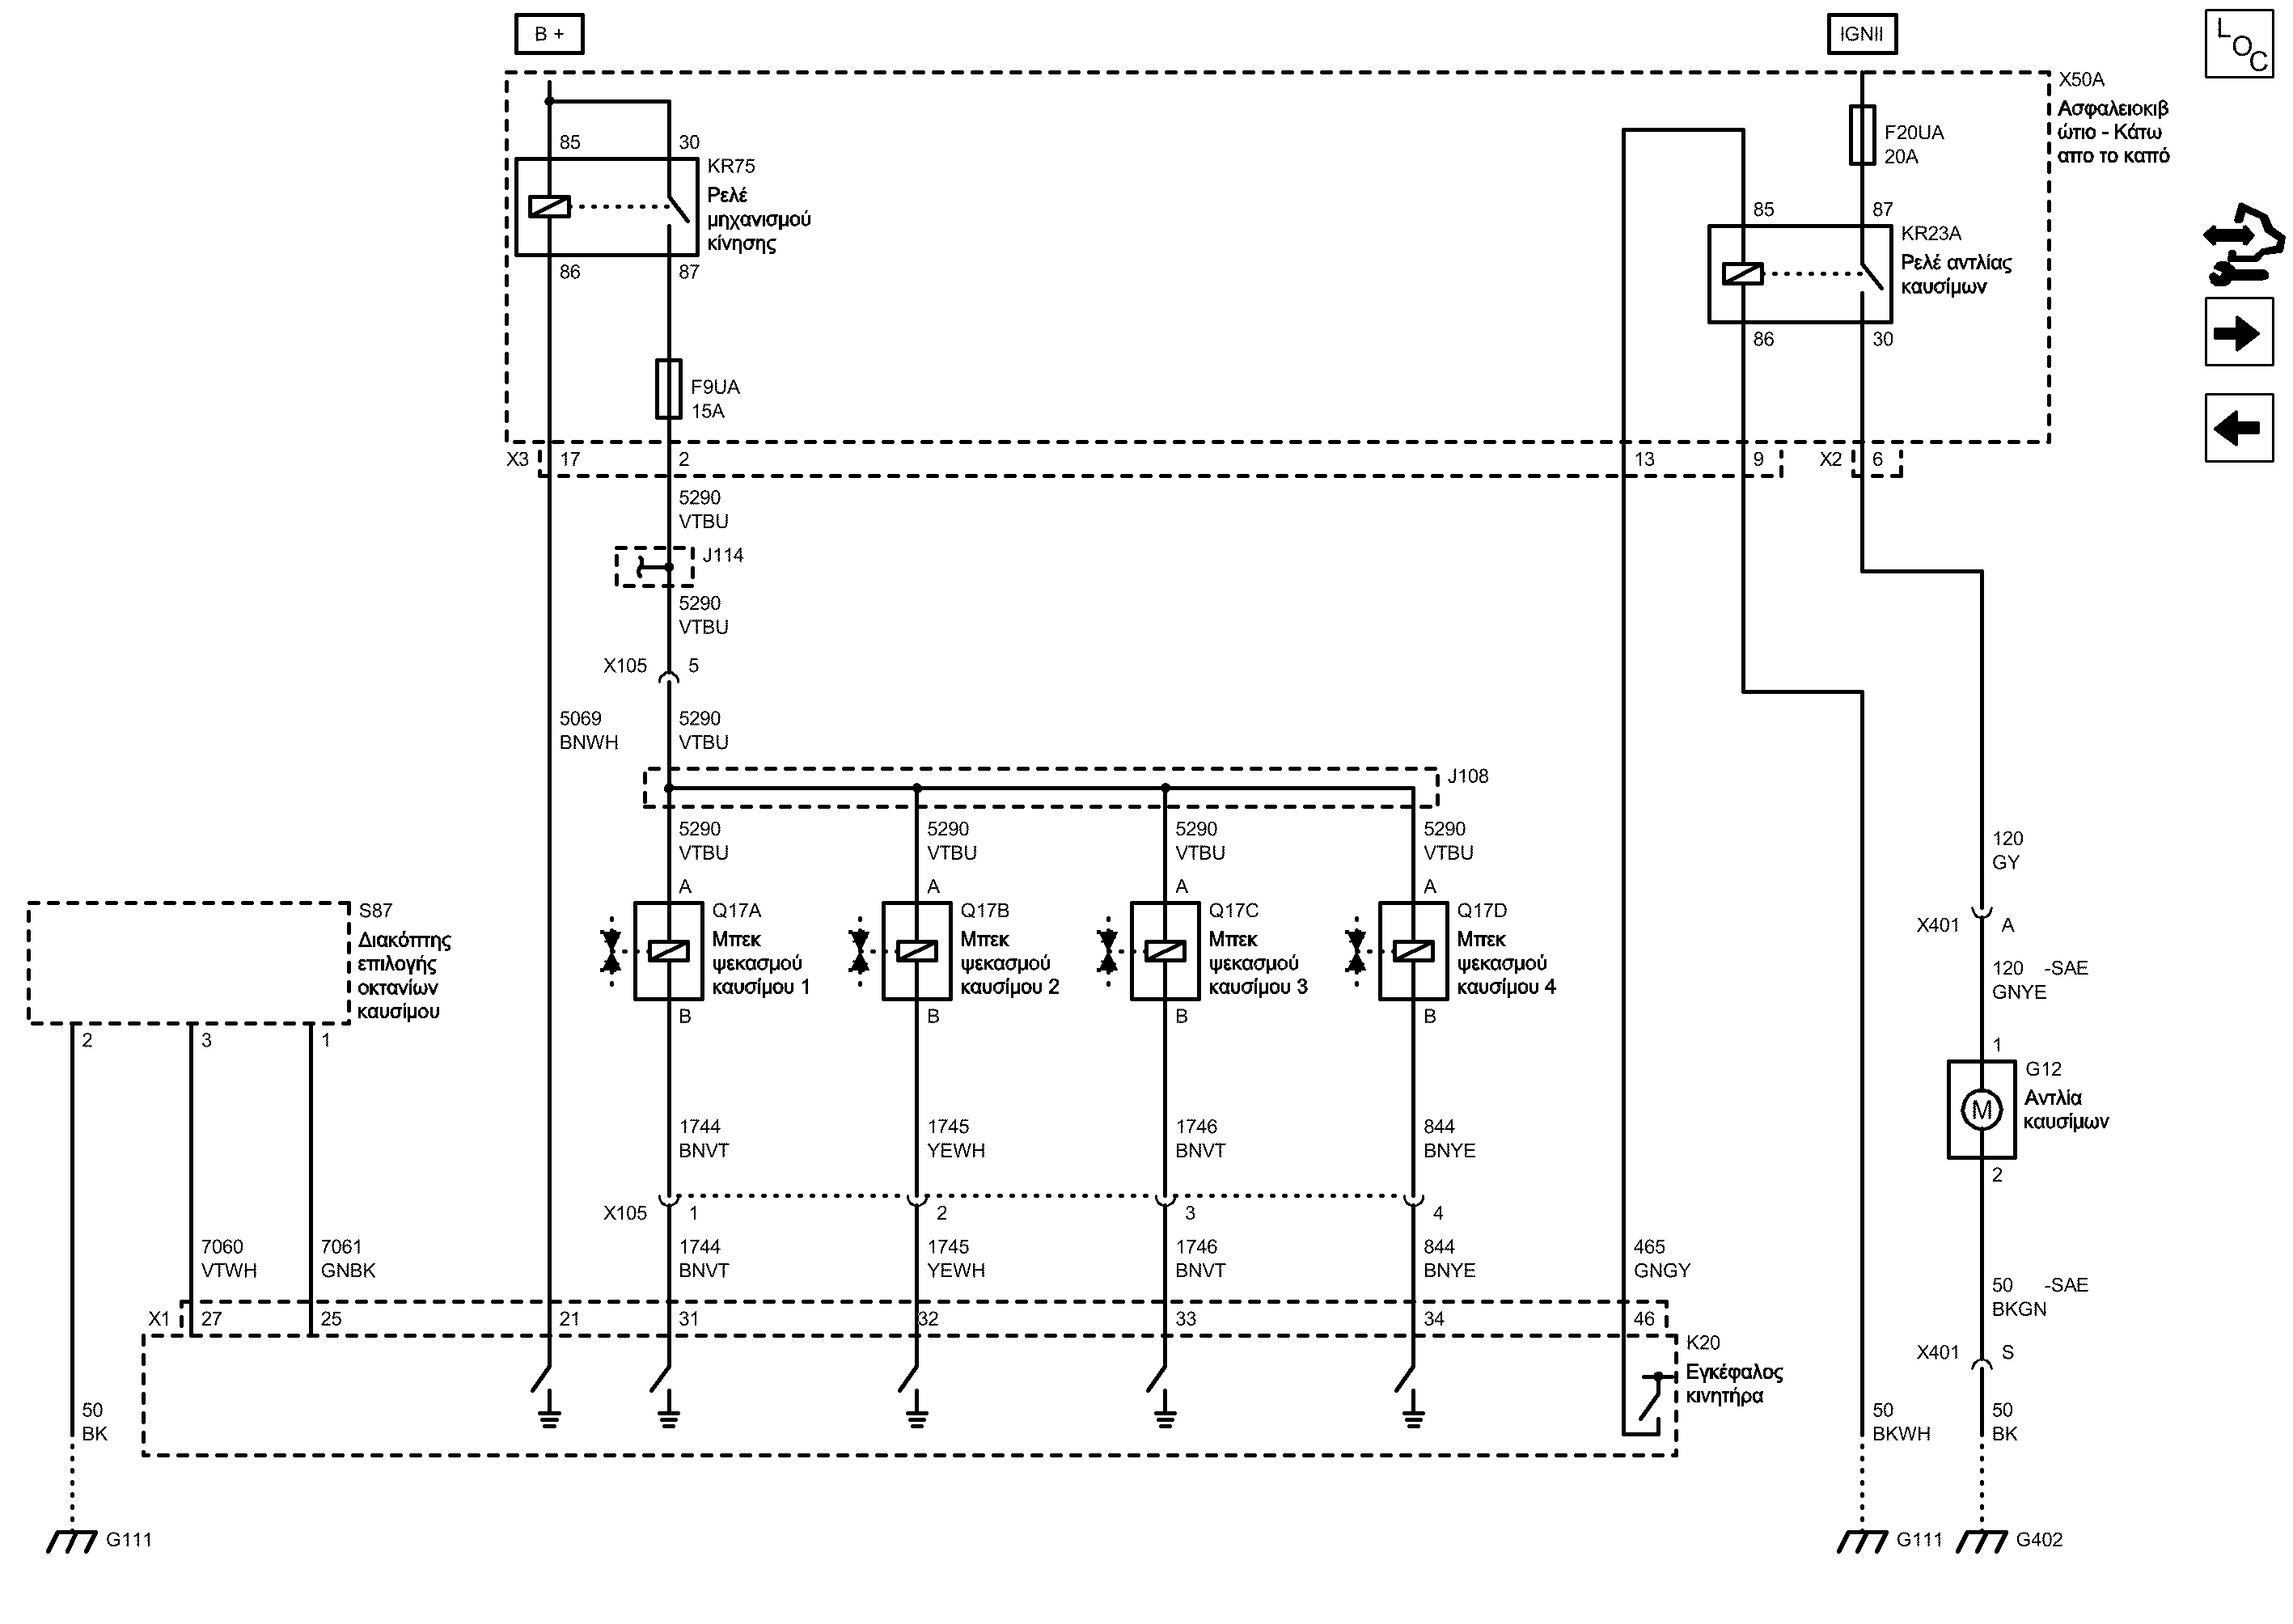 B +
IGNII
L
O
C
X50A
Ασφαλειοκιβ
ώτιο - Κάτω
απο το καπό
85
30
KR75
Ρελέ
μηχανισμού
κίνησης
86
87
F9UA
15A
F20UA
20A
85
87
KR23A
Ρελέ αντλίας
καυσίμων
86
30
X3
17
2
13
9
X2
6
5290
VTBU
J114
5290
VTBU
X105
5
5069
BNWH
5290
VTBU
J108
5290
VTBU
5290
VTBU
5290
VTBU
5290
VTBU
120
GY
A
A
A
A
S87
Διακόπτης
επιλογής
οκτανίων
καυσίμου
Q17A
Μπεκ
ψεκασμού
καυσίμου 1
Q17B
Μπεκ
ψεκασμού
καυσίμου 2
Q17C
Μπεκ
ψεκασμού
καυσίμου 3
Q17D
Μπεκ
ψεκασμού
καυσίμου 4
X401
A
120 -SAE
GNYE
B
B
B
B
2
3
1
1
G12
Αντλία
καυσίμων
M
2
1744
BNVT
1745
YEWH
1746
BNVT
844
BNYE
X105
1
2
3
4
7060
VTWH
7061
GNBK
1744
BNVT
1745
YEWH
1746
BNVT
844
BNYE
465
GNGY
50 -SAE
BKGN
X1
27
25
21
31
32
33
34
46
K20
Εγκέφαλος
κινητήρα
X401
S
50
BK
50
BKWH
50
BK
G111
G111
G402